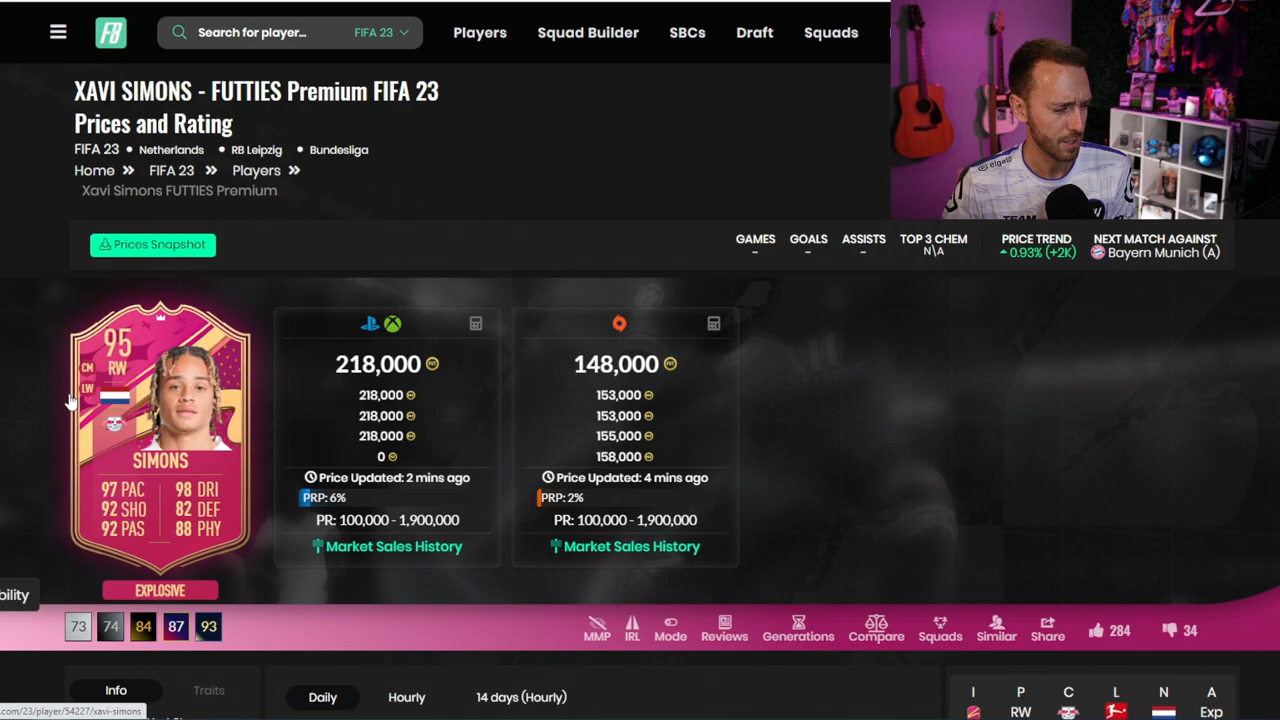 FB
Search for player...
FIFA 23
Players
Squad Builder
SBCs
Draft
Squads
XAVI SIMONS - FUTTIES Premium FIFA 23
Prices and Rating
FIFA 23 • Netherlands • RB Leipzig • Bundesliga
Home » FIFA 23 » Players »
Xavi Simons FUTTIES Premium
Prices Snapshot
GAMES
-
GOALS
-
ASSISTS
-
TOP 3 CHEM
N\A
PRICE TREND
0.93% (+2K)
NEXT MATCH AGAINST
Bayern Munich (A)
95
RW
CM
LW
SIMONS
97 PAC 98 DRI
92 SHO 82 DEF
92 PAS 88 PHY
EXPLOSIVE
218,000
218,000
218,000
218,000
0
Price Updated: 2 mins ago
PRP: 6%
PR: 100,000 - 1,900,000
Market Sales History
148,000
153,000
153,000
155,000
158,000
Price Updated: 4 mins ago
PRP: 2%
PR: 100,000 - 1,900,000
Market Sales History
bility
73 74 84 87 93
MMP
IRL
Mode
Reviews
Generations
Compare
Squads
Similar
Share
284
34
Info
Traits
Daily
Hourly
14 days (Hourly)
I P C L N A
RW Exp
.com/23/player/54227/xavi-simons
elgato
TEAM